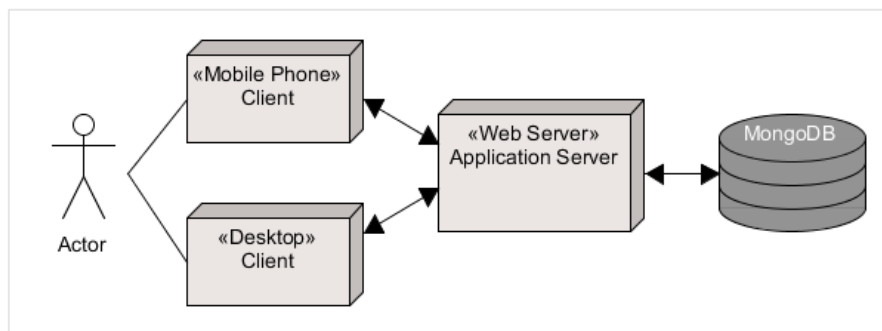 «Mobile Phone»
Client
«Web Server»
Application Server
MongoDB
Actor
«Desktop»
Client